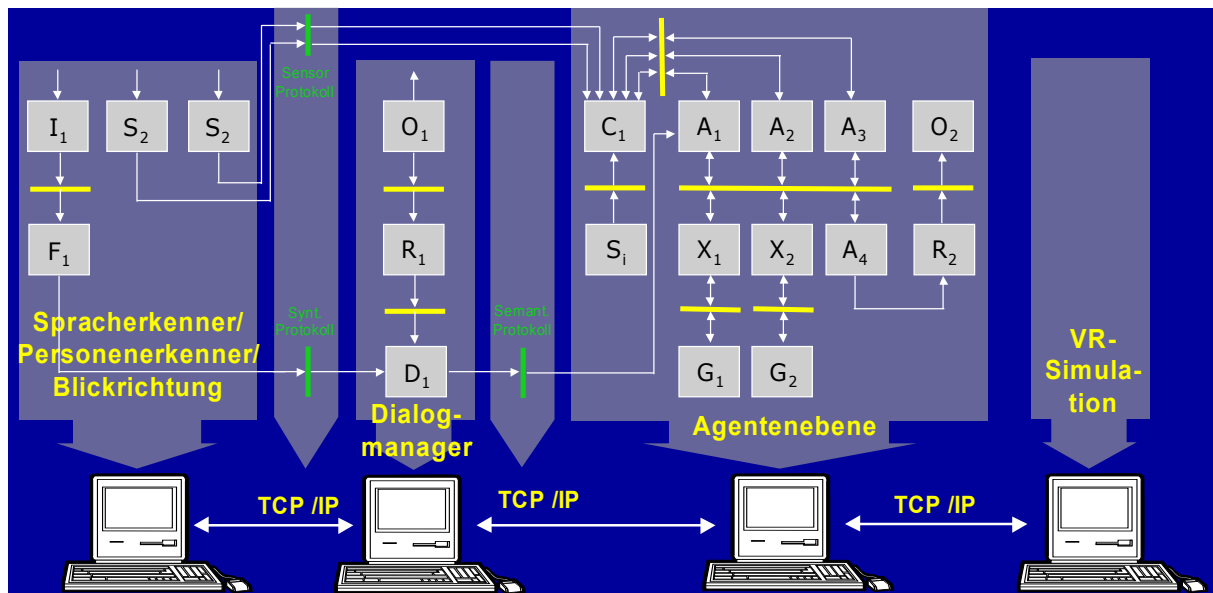 Sensor
Protokoll
I1
S2
S2
O1
C1
A1
A2
A3
O2
F1
R1
Si
X1
X2
A4
R2
Synt.
Protokoll
Semant.
Protokoll
D1
G1
G2
Spracherkenner/
Personenerkenner/
Blickrichtung
Dialog-
manager
Agentenebene
VR-
Simula-
tion
TCP /IP
TCP /IP
TCP /IP